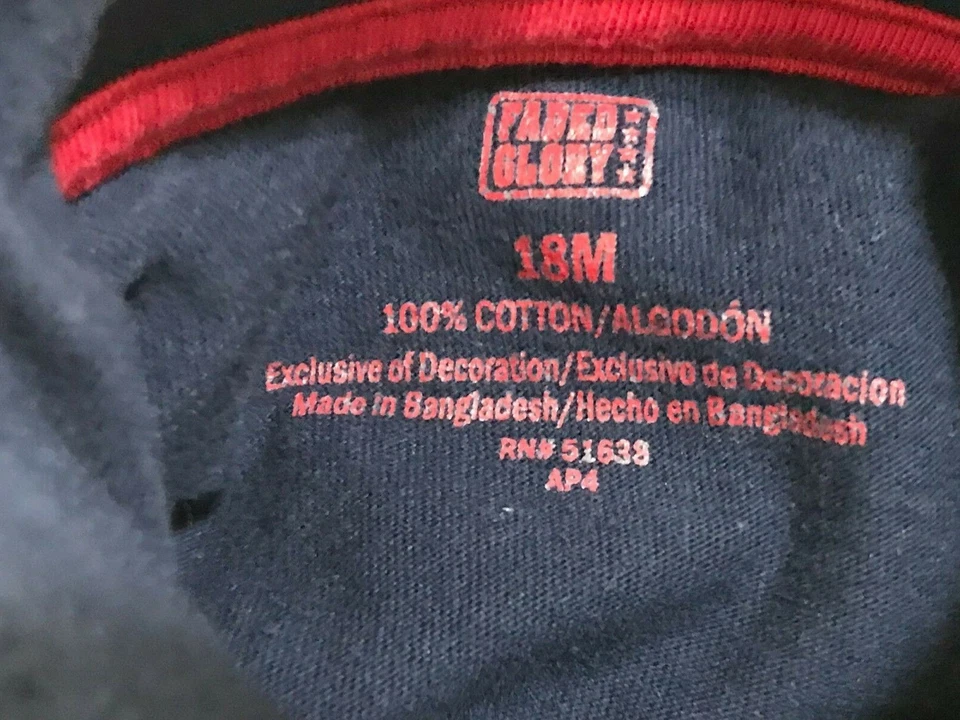 FADED
GLORY
18M
100% COTTON/ALGODÓN
Exclusive of Decoration/Exclusivo de Decoracion
Made in Bangladesh/Hecho en Bangladesh
RN# 51638
AP4